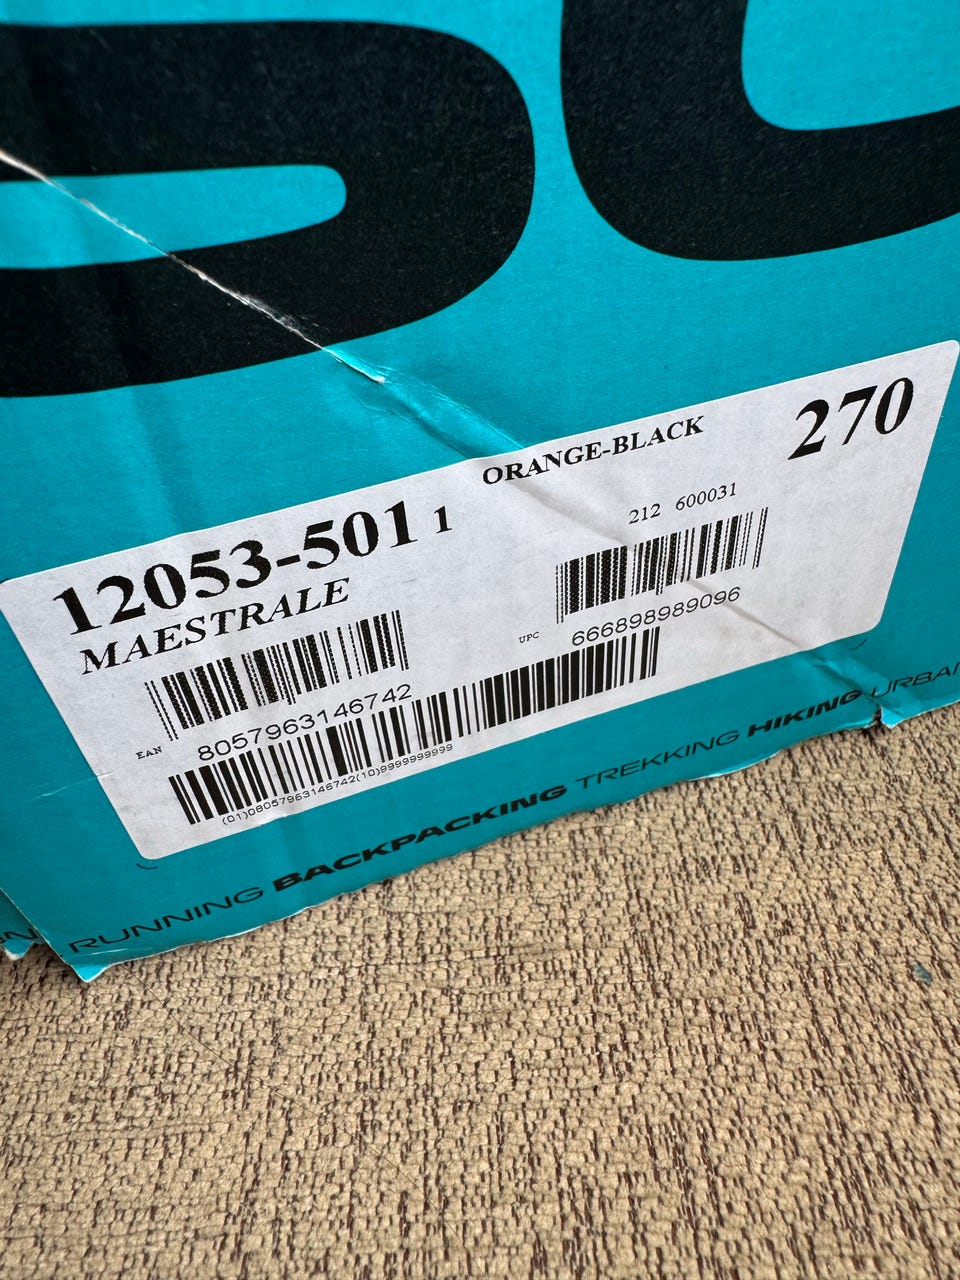 SC
ORANGE-BLACK
270
12053-501 1
MAESTRALE
212 600031
UPC 666898989096
EAN 8057963146742
(01)08057963146742(10)9999999999
RUNNING BACKPACKING TREKKING HIKING URBAN